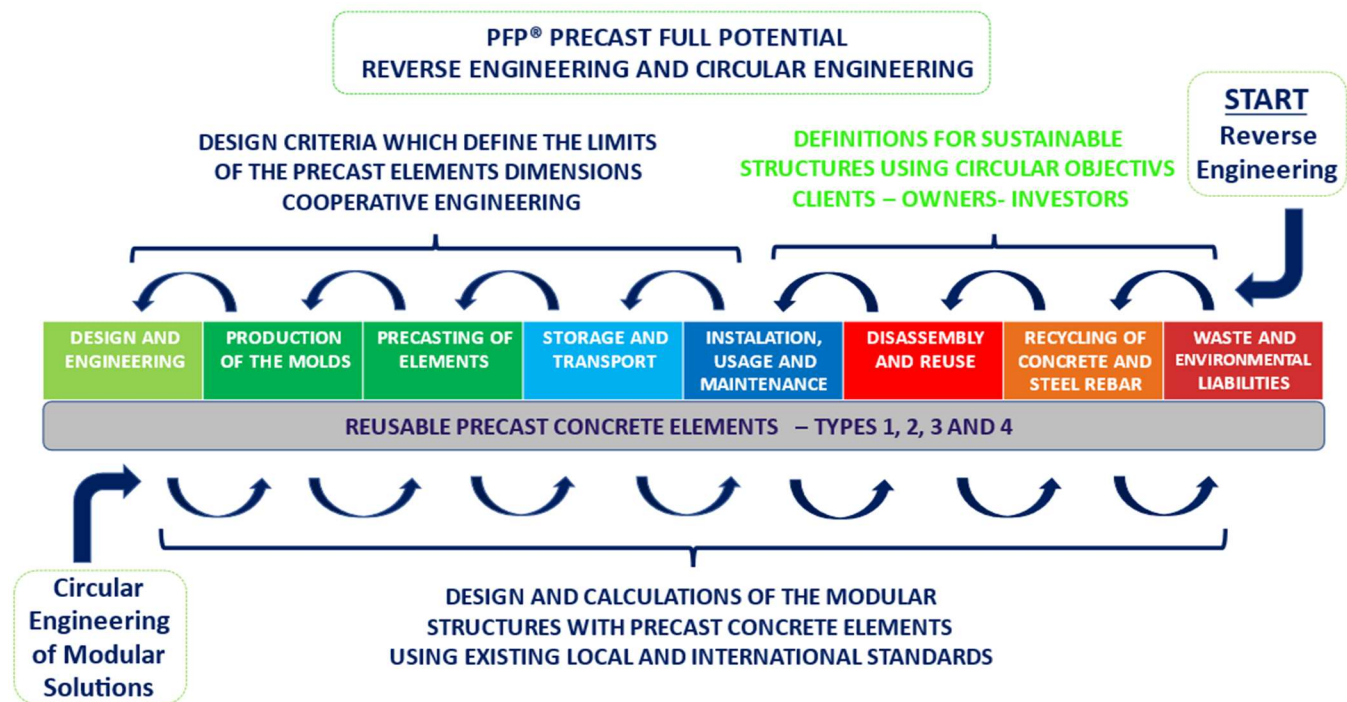 PFP® PRECAST FULL POTENTIAL
REVERSE ENGINEERING AND CIRCULAR ENGINEERING
START
Reverse
Engineering
DESIGN CRITERIA WHICH DEFINE THE LIMITS
OF THE PRECAST ELEMENTS DIMENSIONS
COOPERATIVE ENGINEERING
DEFINITIONS FOR SUSTAINABLE
STRUCTURES USING CIRCULAR OBJECTIVS
CLIENTS – OWNERS- INVESTORS
DESIGN AND
ENGINEERING
PRODUCTION
OF THE MOLDS
PRECASTING OF
ELEMENTS
STORAGE AND
TRANSPORT
INSTALATION,
USAGE AND
MAINTENANCE
DISASSEMBY
AND REUSE
RECYCLING OF
CONCRETE AND
STEEL REBAR
WASTE AND
ENVIRONMENTAL
LIABILITIES
REUSABLE PRECAST CONCRETE ELEMENTS – TYPES 1, 2, 3 AND 4
Circular
Engineering
of Modular
Solutions
DESIGN AND CALCULATIONS OF THE MODULAR
STRUCTURES WITH PRECAST CONCRETE ELEMENTS
USING EXISTING LOCAL AND INTERNATIONAL STANDARDS